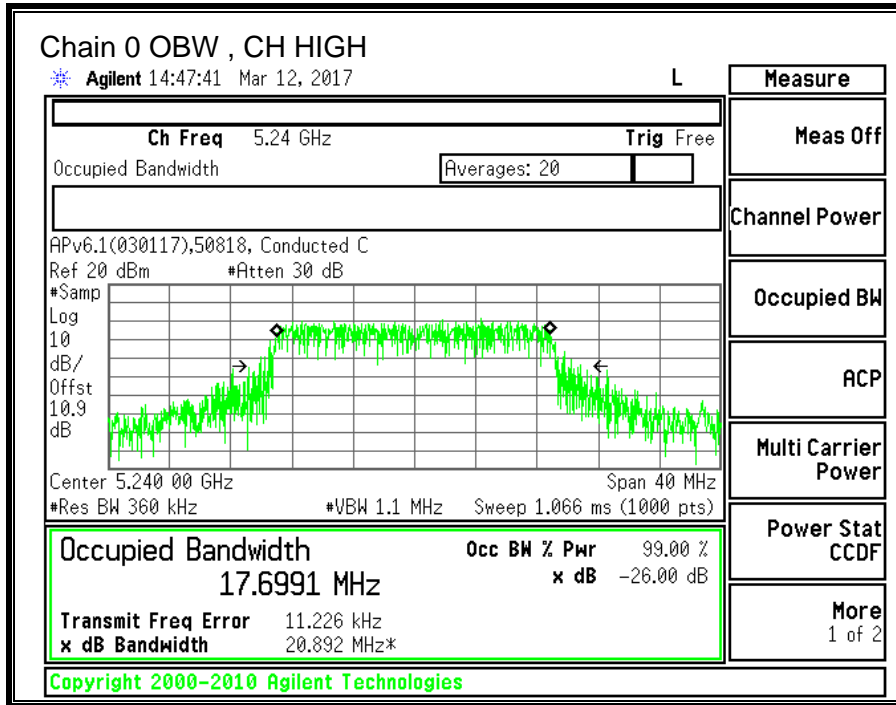 Chain 0 OBW , CH HIGH
Agilent 14:47:41 Mar 12, 2017 L
Measure
Ch Freq 5.24 GHz Trig Free
Meas Off
Occupied Bandwidth Averages: 20
Channel Power
APv6.1(030117),50818, Conducted C
Ref 20 dBm #Atten 30 dB
#Samp
Log
10
dB/
Offst
10.9
dB
Occupied BW
ACP
Center 5.240 00 GHz Span 40 MHz
#Res BW 360 kHz #VBW 1.1 MHz Sweep 1.066 ms (1000 pts)
Multi Carrier
Power
Occupied Bandwidth Occ BW % Pwr 99.00 %
17.6991 MHz x dB -26.00 dB
Power Stat
CCDF
Transmit Freq Error 11.226 kHz
x dB Bandwidth 20.892 MHz*
More
1 of 2
Copyright 2000-2010 Agilent Technologies